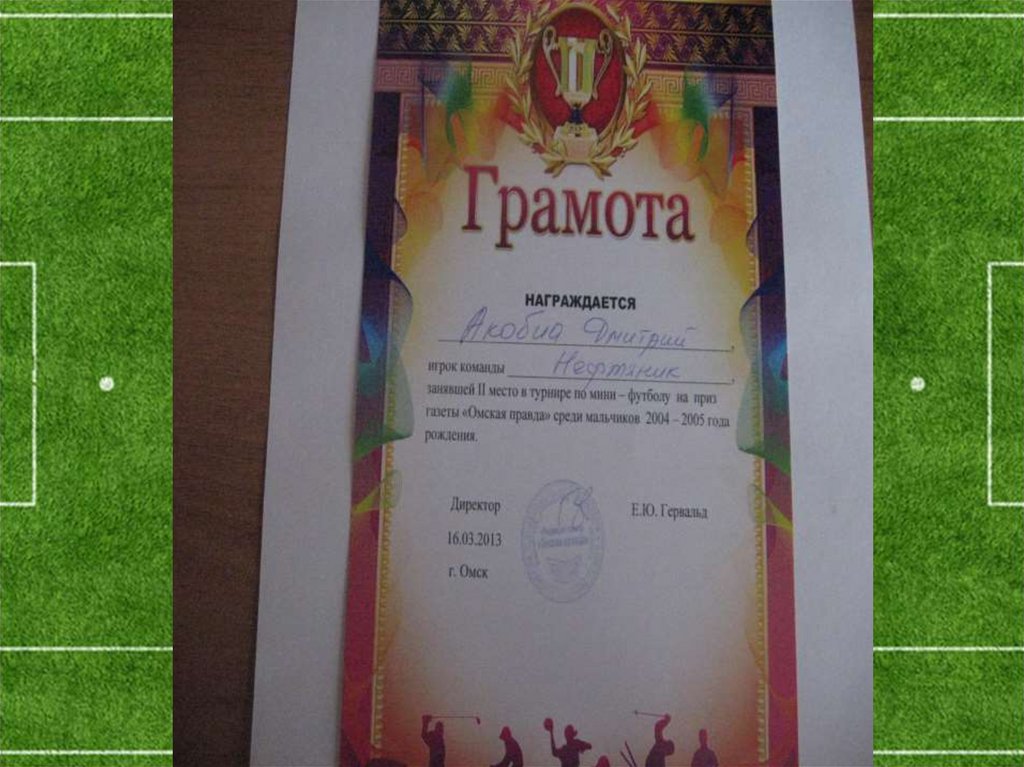 Грамота
НАГРАЖДАЕТСЯ
Акобиа Дмитрий,
игрок команды Нефтяник,
занявшей II место в турнире по мини – футболу на приз
газеты «Омская правда» среди мальчиков 2004 – 2005 года
рождения.
Директор Е.Ю. Гервальд
16.03.2013
г. Омск